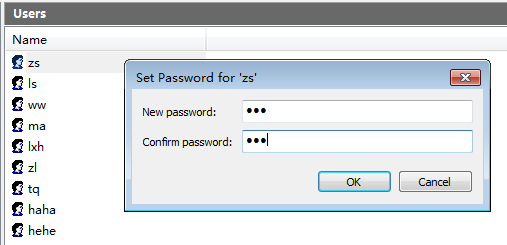 Users
Name
zs
ls
ww
ma
lxh
zl
tq
haha
hehe
Set Password for 'zs'
New password: •••
Confirm password: •••
OK Cancel